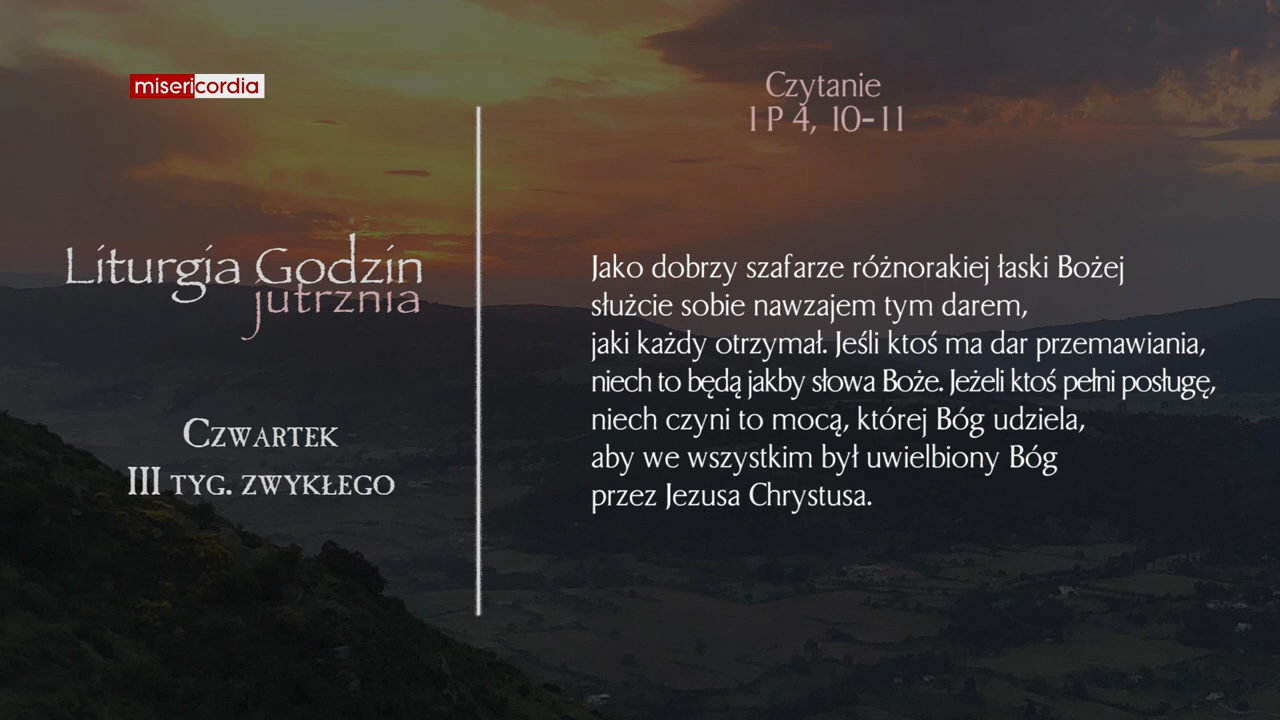 misericordia
Liturgia Godzin
jutrznia
Czwartek
III tyg. zwykłego
Czytanie
1 P 4, 10-11
Jako dobrzy szafarze różnorakiej łaski Bożej
służcie sobie nawzajem tym darem,
jaki każdy otrzymał. Jeśli ktoś ma dar przemawiania,
niech to będą jakby słowa Boże. Jeżeli ktoś pełni posługę,
niech czyni to mocą, której Bóg udziela,
aby we wszystkim był uwielbiony Bóg
przez Jezusa Chrystusa.